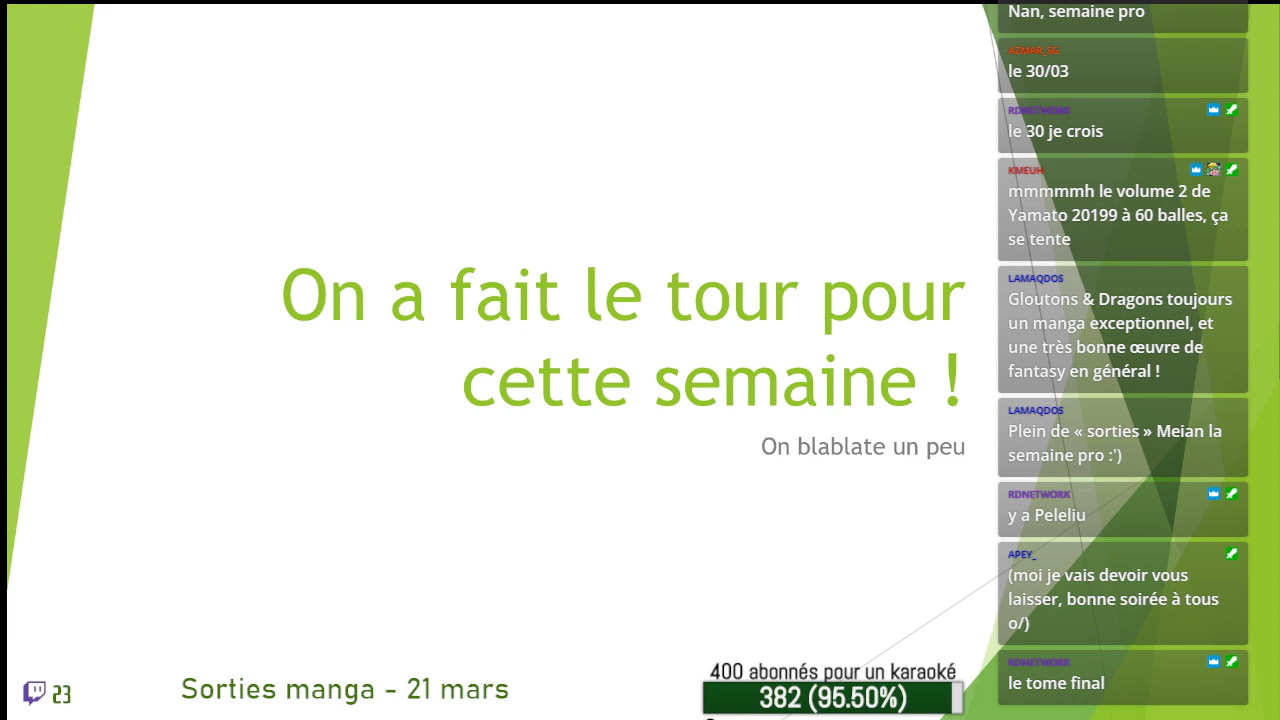 On a fait le tour pour
cette semaine !
On blablate un peu
Nan, semaine pro
AZMAR_SG
le 30/03
RDNETWORK
le 30 je crois
KMEUH
mmmmmh le volume 2 de
Yamato 20199 à 60 balles, ça
se tente
LAMAQDOS
Gloutons & Dragons toujours
un manga exceptionnel, et
une très bonne œuvre de
fantasy en général !
LAMAQDOS
Plein de « sorties » Meian la
semaine pro :')
RDNETWORK
y a Peleliu
APEY_
(moi je vais devoir vous
laisser, bonne soirée à tous
o/)
RDNETWORK
le tome final
23
Sorties manga - 21 mars
400 abonnés pour un karaoké
382 (95.50%)